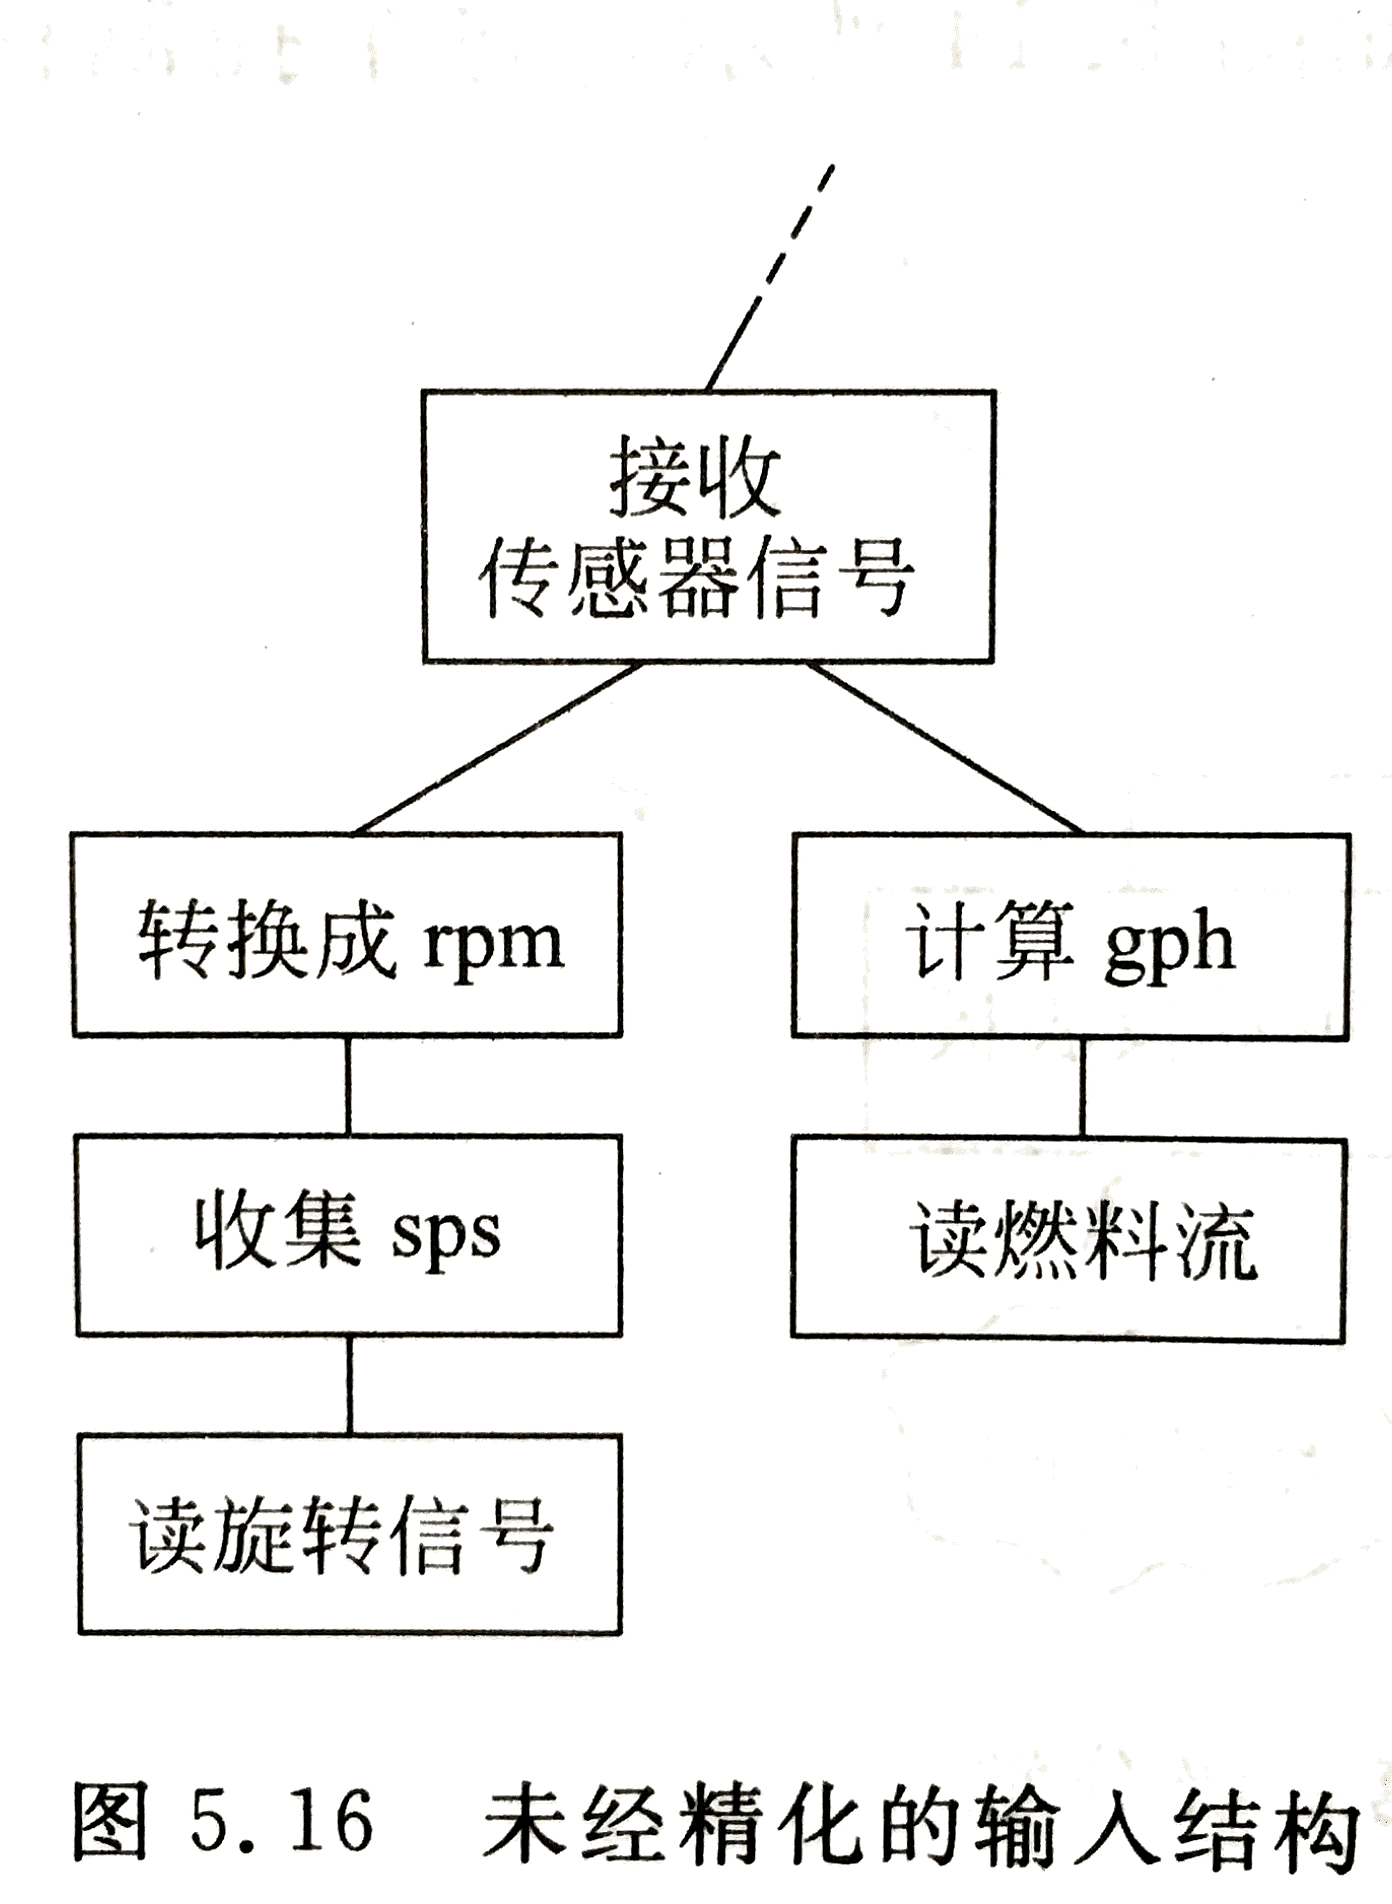 接收
传感器信号
转换成 rpm
计算 gph
收集 sps
读燃料流
读旋转信号
图 5.16 未经精化的输入结构